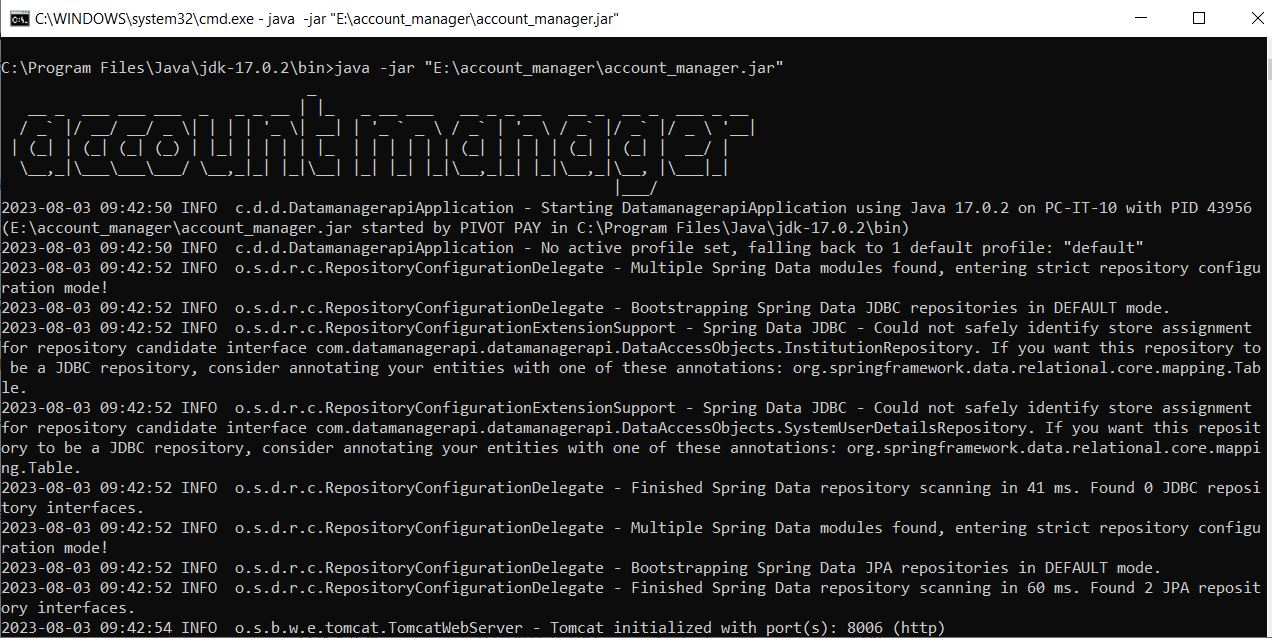 C:\WINDOWS\system32\cmd.exe - java  -jar "E:\account_manager\account_manager.jar"
C:\Program Files\Java\jdk-17.0.2\bin>java -jar "E:\account_manager\account_manager.jar"
account manager
2023-08-03 09:42:50 INFO  c.d.d.DatamanagerapiApplication - Starting DatamanagerapiApplication using Java 17.0.2 on PC-IT-10 with PID 43956
(E:\account_manager\account_manager.jar started by PIVOT PAY in C:\Program Files\Java\jdk-17.0.2\bin)
2023-08-03 09:42:50 INFO  c.d.d.DatamanagerapiApplication - No active profile set, falling back to 1 default profile: "default"
2023-08-03 09:42:52 INFO  o.s.d.r.c.RepositoryConfigurationDelegate - Multiple Spring Data modules found, entering strict repository configu
ration mode!
2023-08-03 09:42:52 INFO  o.s.d.r.c.RepositoryConfigurationDelegate - Bootstrapping Spring Data JDBC repositories in DEFAULT mode.
2023-08-03 09:42:52 INFO  o.s.d.r.c.RepositoryConfigurationExtensionSupport - Spring Data JDBC - Could not safely identify store assignment
for repository candidate interface com.datamanagerapi.datamanagerapi.DataAccessObjects.InstitutionRepository. If you want this repository to
 be a JDBC repository, consider annotating your entities with one of these annotations: org.springframework.data.relational.core.mapping.Tab
le.
2023-08-03 09:42:52 INFO  o.s.d.r.c.RepositoryConfigurationExtensionSupport - Spring Data JDBC - Could not safely identify store assignment
for repository candidate interface com.datamanagerapi.datamanagerapi.DataAccessObjects.SystemUserDetailsRepository. If you want this reposit
ory to be a JDBC repository, consider annotating your entities with one of these annotations: org.springframework.data.relational.core.mappi
ng.Table.
2023-08-03 09:42:52 INFO  o.s.d.r.c.RepositoryConfigurationDelegate - Finished Spring Data repository scanning in 41 ms. Found 0 JDBC reposi
tory interfaces.
2023-08-03 09:42:52 INFO  o.s.d.r.c.RepositoryConfigurationDelegate - Multiple Spring Data modules found, entering strict repository configu
ration mode!
2023-08-03 09:42:52 INFO  o.s.d.r.c.RepositoryConfigurationDelegate - Bootstrapping Spring Data JPA repositories in DEFAULT mode.
2023-08-03 09:42:52 INFO  o.s.d.r.c.RepositoryConfigurationDelegate - Finished Spring Data repository scanning in 60 ms. Found 2 JPA reposit
ory interfaces.
2023-08-03 09:42:54 INFO  o.s.b.w.e.tomcat.TomcatWebServer - Tomcat initialized with port(s): 8006 (http)